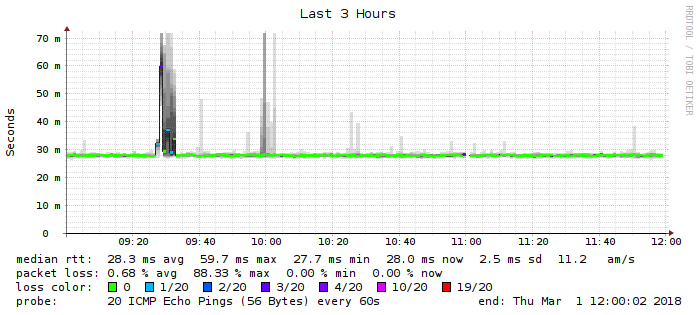 Last 3 Hours
RRDTOOL / TOBI OETIKER
Seconds
70 m
60 m
50 m
40 m
30 m
20 m
10 m
0
09:20 09:40 10:00 10:20 10:40 11:00 11:20 11:40 12:00
median rtt: 28.3 ms avg 59.7 ms max 27.7 ms min 28.0 ms now 2.5 ms sd 11.2 am/s
packet loss: 0.68 % avg 88.33 % max 0.00 % min 0.00 % now
loss color: 0 1/20 2/20 3/20 4/20 10/20 19/20
probe: 20 ICMP Echo Pings (56 Bytes) every 60s end: Thu Mar 1 12:00:02 2018